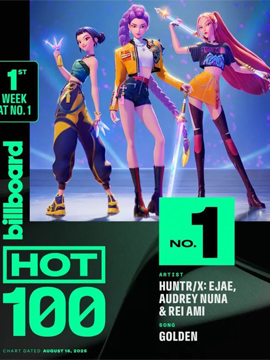 1ST
WEEK
AT NO.1
billboard
HOT
100
CHART DATED AUGUST 16, 2025
NO. 1
ARTIST
HUNTR/X: EJAE,
AUDREY NUNA
& REI AMI
SONG
GOLDEN